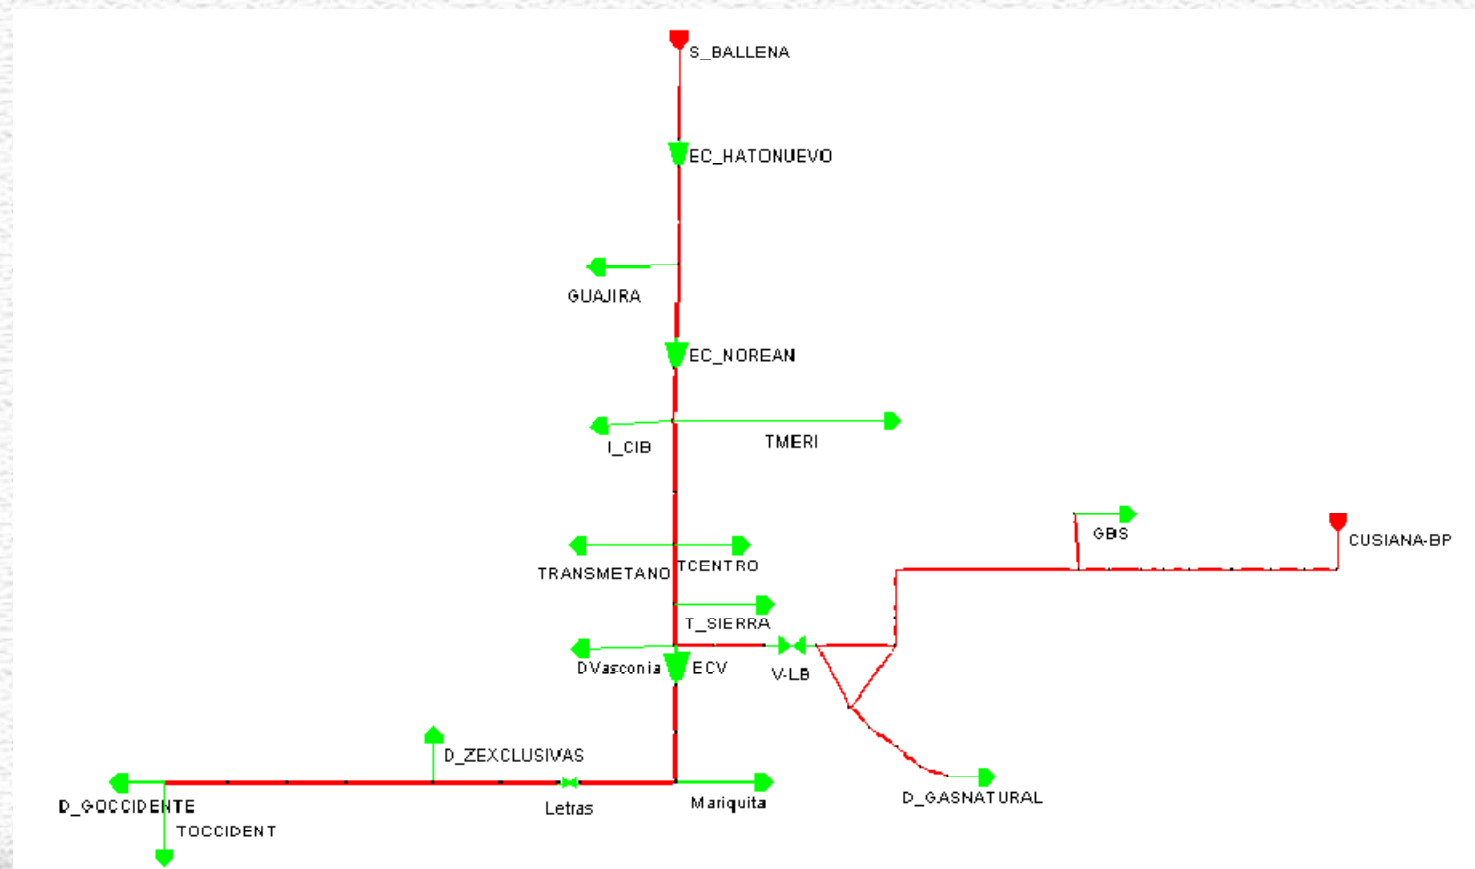 S_BALLENA
EC_HATONUEVO
GUAJIRA
EC_NOREAN
I_CIB
TMERI
GBS
CUSIANA-BP
TRANSMETANO
TCENTRO
T_SIERRA
DVasconia
ECV
V-LB
D_ZEXCLUSIVAS
D_GOCCIDENTE
Letras
Mariquita
D_GASNATURAL
TOCCIDENT